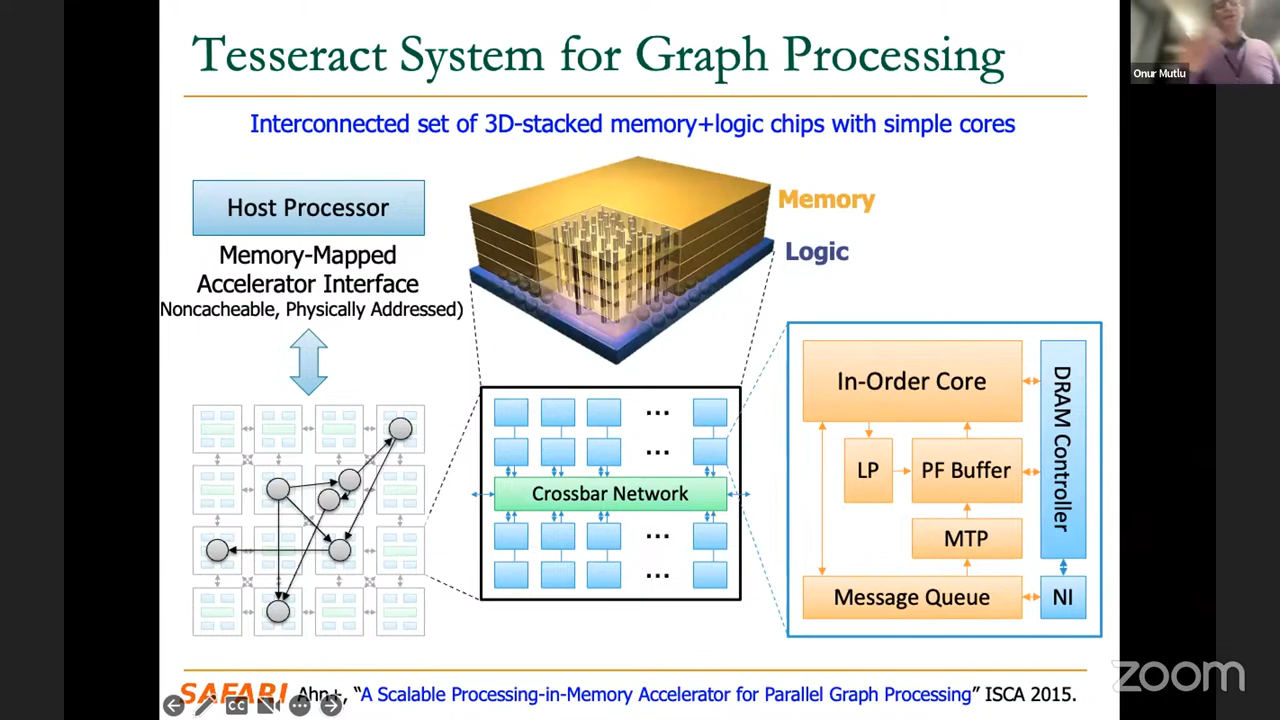 Tesseract System for Graph Processing
Onur Mutlu
Interconnected set of 3D-stacked memory+logic chips with simple cores
Host Processor
Memory
Logic
Memory-Mapped
Accelerator Interface
Noncacheable, Physically Addressed)
In-Order Core
DRAM Controller
LP
PF Buffer
MTP
Message Queue
NI
...
...
Crossbar Network
...
...
SAFARI Ahn+, “A Scalable Processing-in-Memory Accelerator for Parallel Graph Processing” ISCA 2015.
CC
zoom